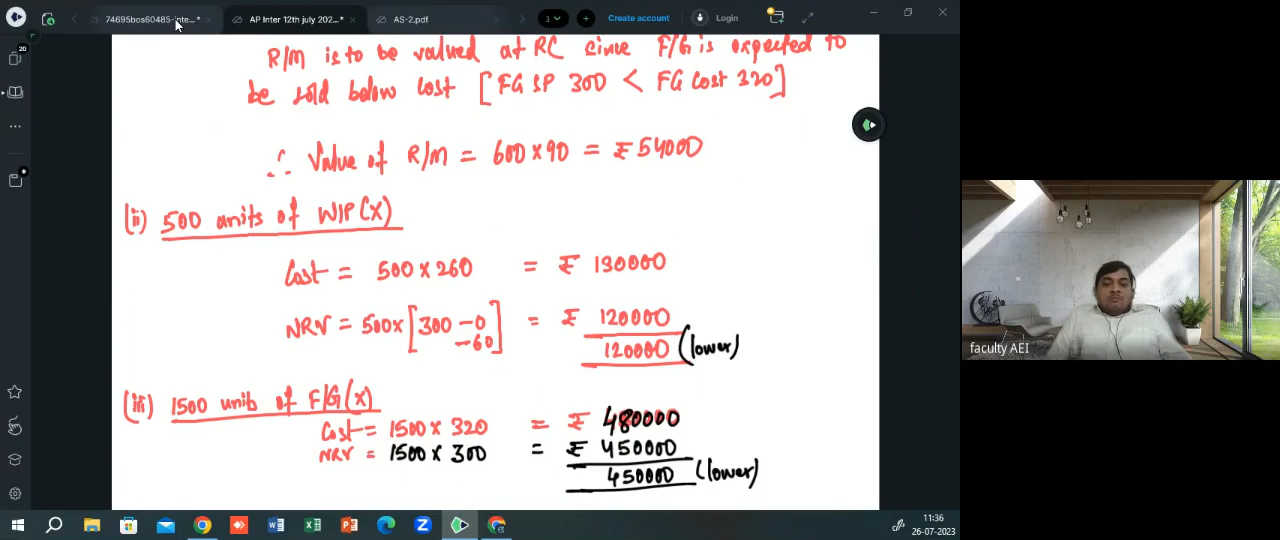 74695bos60485-inte...*
AP Inter 12th july 202...*
AS-2.pdf
3
Create account
Login
20
R/M is to be valued at RC since F/G is expected to
be sold below cost [FG SP 300 < FG Cost 320]
∴ Value of R/M = 600 x 90 = ₹ 54000
(ii) 500 units of WIP(X)
Cost = 500 x 260 = ₹ 130000
NRV = 500x [300 -0 -60] = ₹ 120000
120000 (lower)
(iii) 1500 units of F/G(X)
Cost = 1500 x 320 = ₹ 480000
NRV = 1500 x 300 = ₹ 450000
450000 (lower)
faculty AEI
11:36
26-07-2023